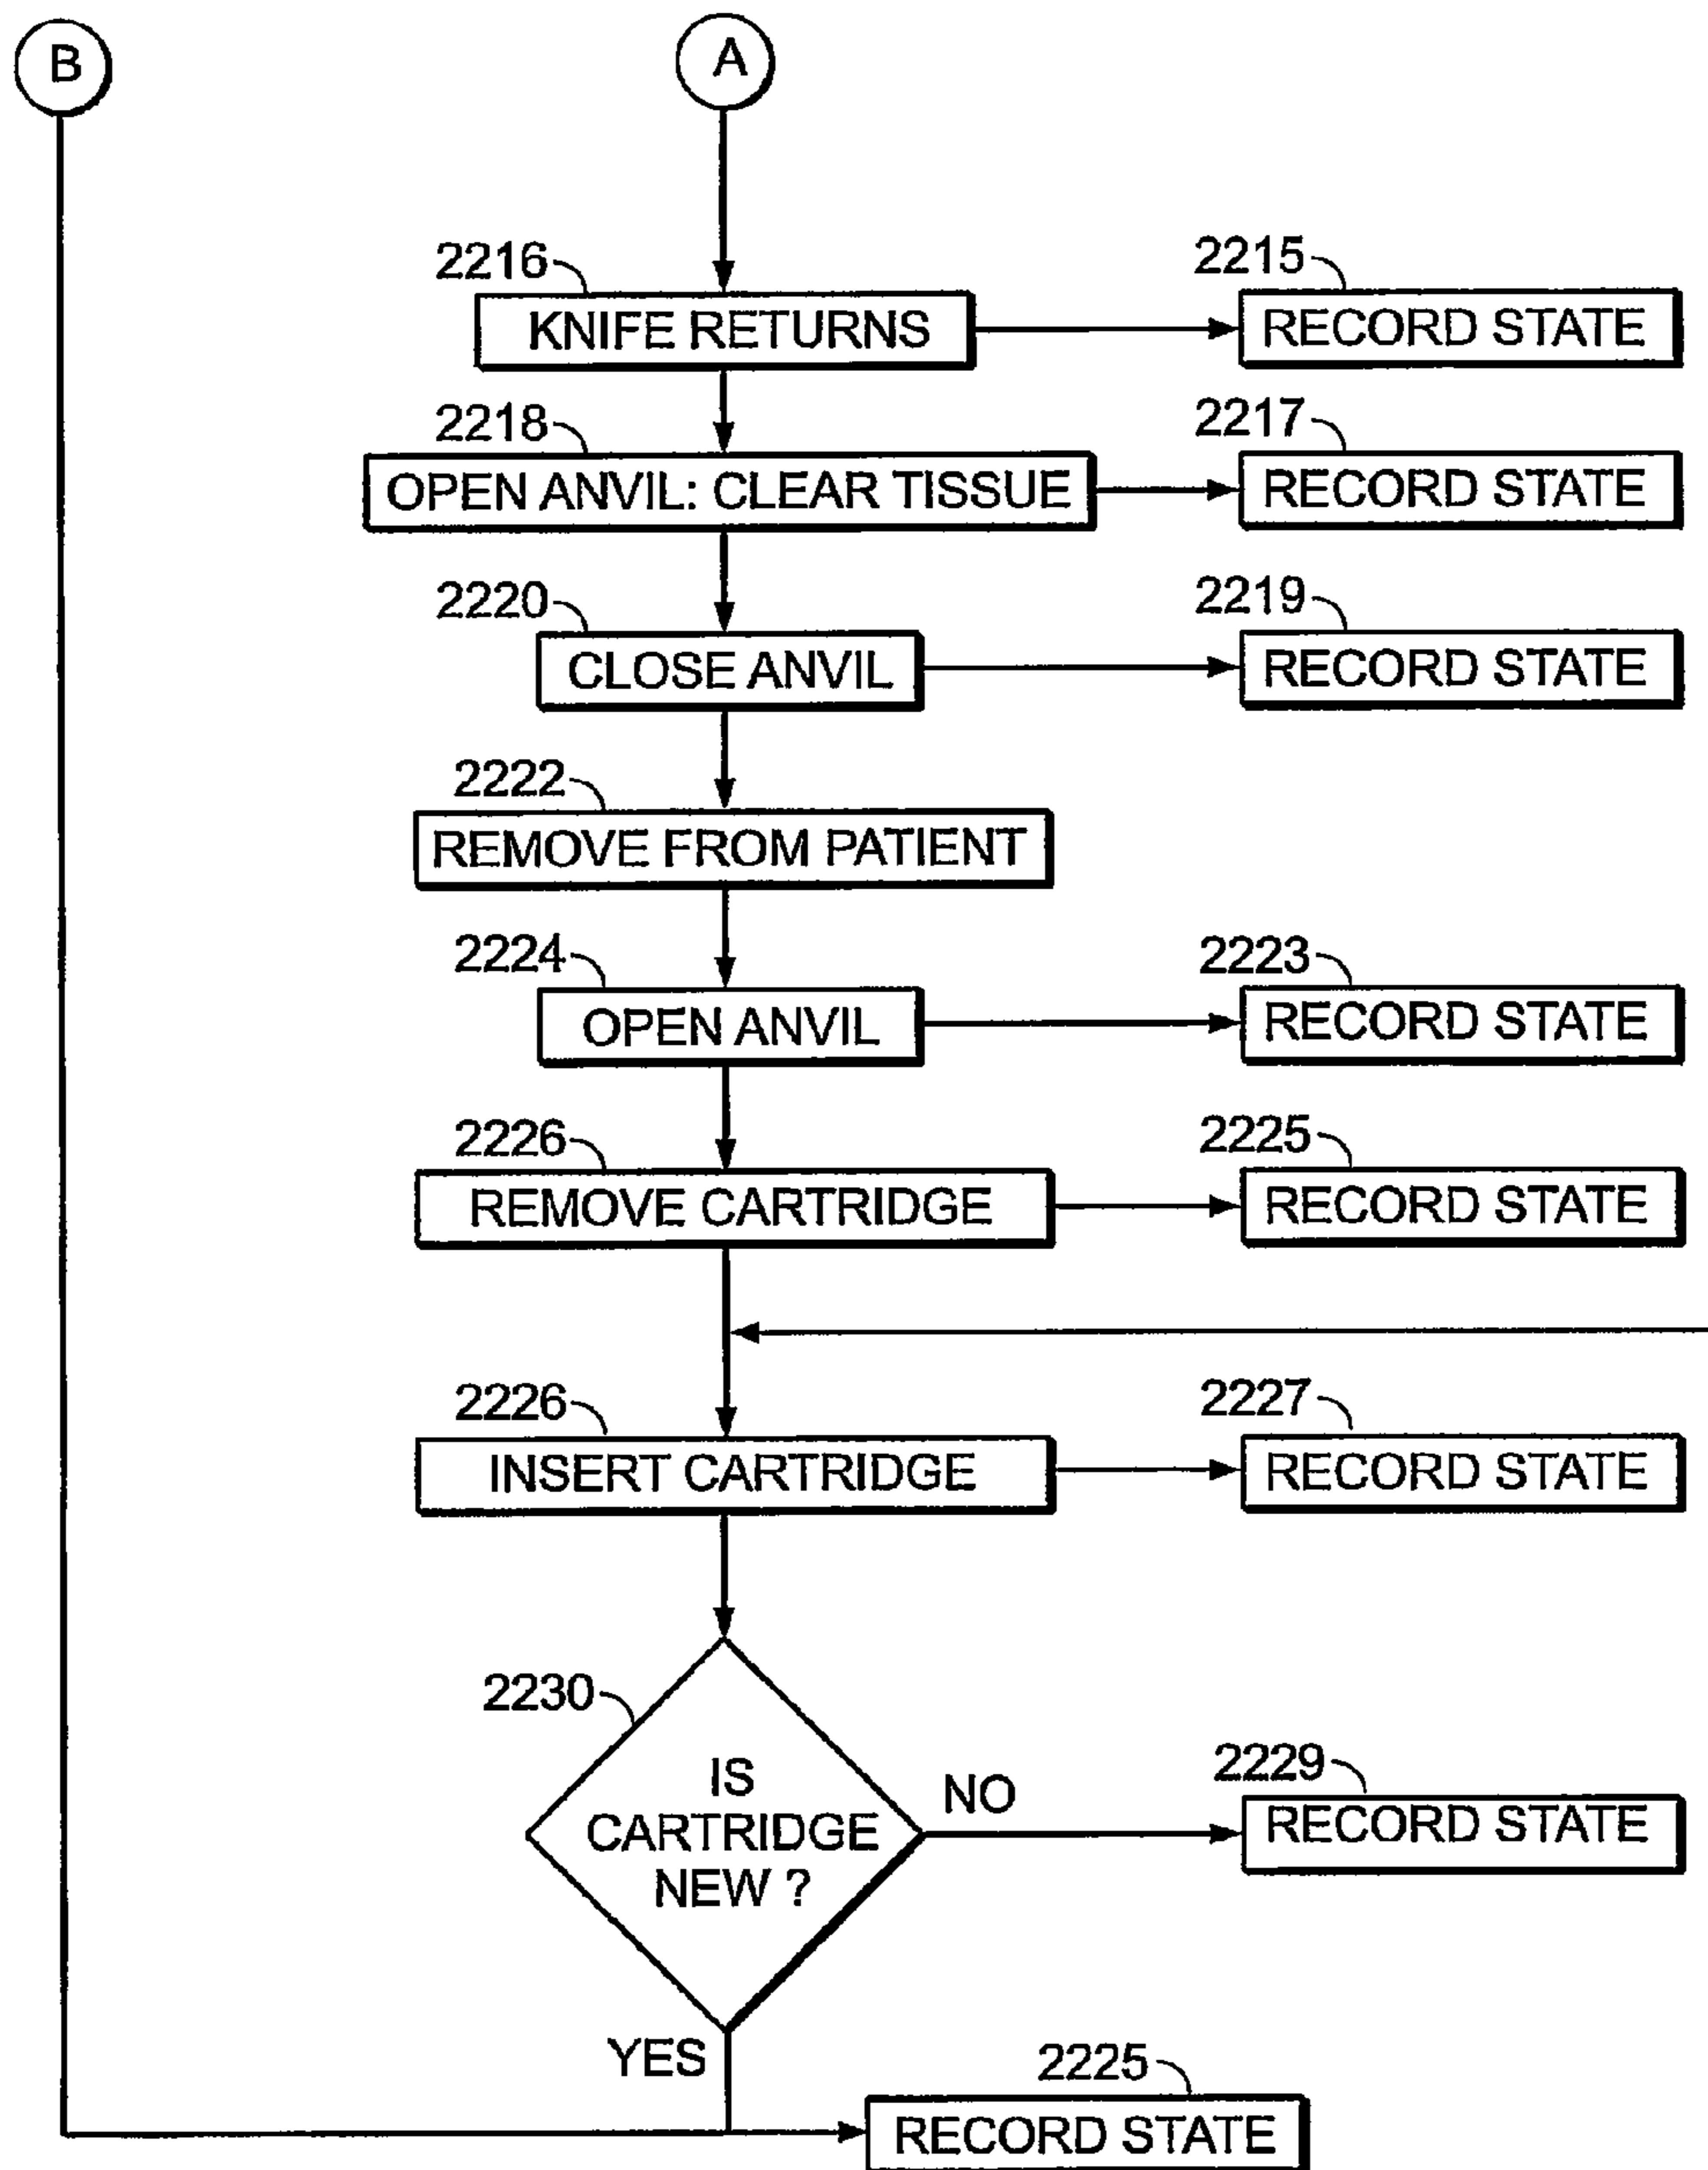 B
A
2216
2215
KNIFE RETURNS
RECORD STATE
2218
2217
OPEN ANVIL: CLEAR TISSUE
RECORD STATE
2220
2219
CLOSE ANVIL
RECORD STATE
2222
REMOVE FROM PATIENT
2224
2223
OPEN ANVIL
RECORD STATE
2226
2225
REMOVE CARTRIDGE
RECORD STATE
2226
2227
INSERT CARTRIDGE
RECORD STATE
2230
IS
CARTRIDGE
NEW ?
NO
2229
RECORD STATE
YES
2225
RECORD STATE